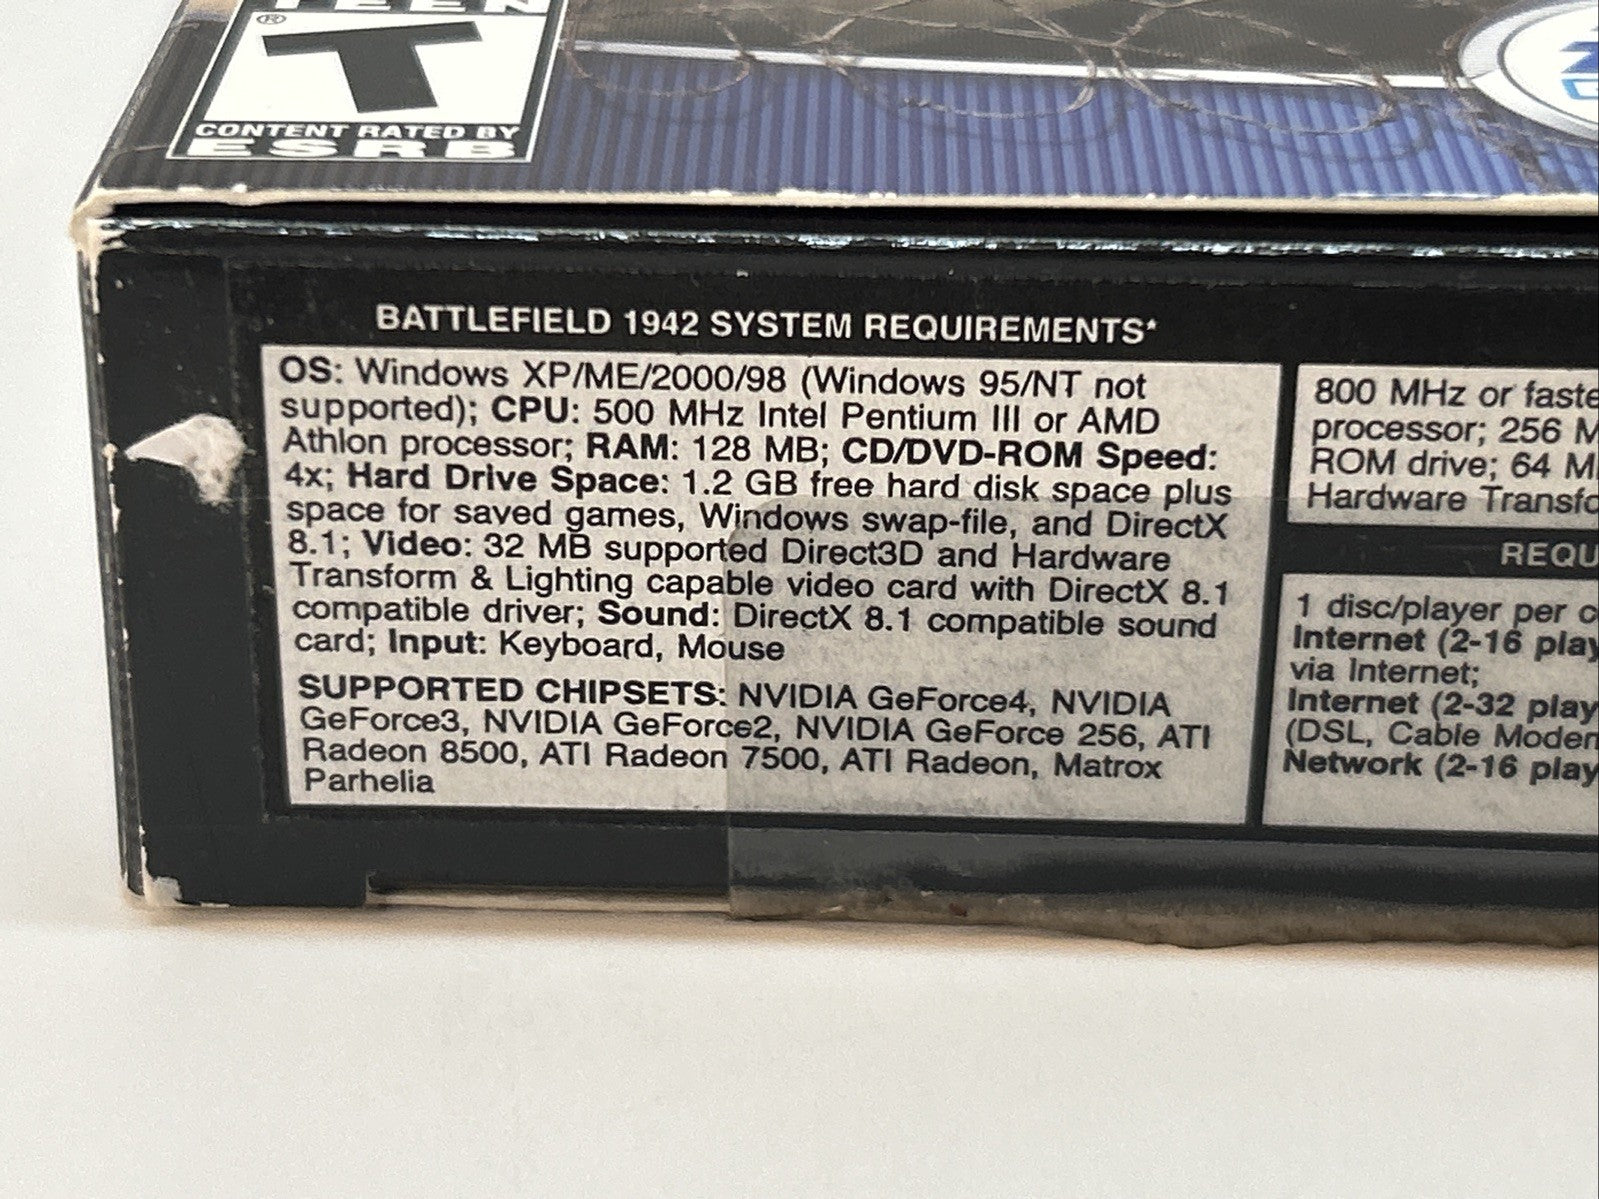 TEEN
®
T
CONTENT RATED BY
ESRB
BATTLEFIELD 1942 SYSTEM REQUIREMENTS*
OS: Windows XP/ME/2000/98 (Windows 95/NT not
supported); CPU: 500 MHz Intel Pentium III or AMD
Athlon processor; RAM: 128 MB; CD/DVD-ROM Speed:
4x; Hard Drive Space: 1.2 GB free hard disk space plus
space for saved games, Windows swap-file, and DirectX
8.1; Video: 32 MB supported Direct3D and Hardware
Transform & Lighting capable video card with DirectX 8.1
compatible driver; Sound: DirectX 8.1 compatible sound
card; Input: Keyboard, Mouse
SUPPORTED CHIPSETS: NVIDIA GeForce4, NVIDIA
GeForce3, NVIDIA GeForce2, NVIDIA GeForce 256, ATI
Radeon 8500, ATI Radeon 7500, ATI Radeon, Matrox
Parhelia
800 MHz or faste
processor; 256 M
ROM drive; 64 M
Hardware Transfo
REQU
1 disc/player per c
Internet (2-16 play
via Internet;
Internet (2-32 play
(DSL, Cable Modem
Network (2-16 play